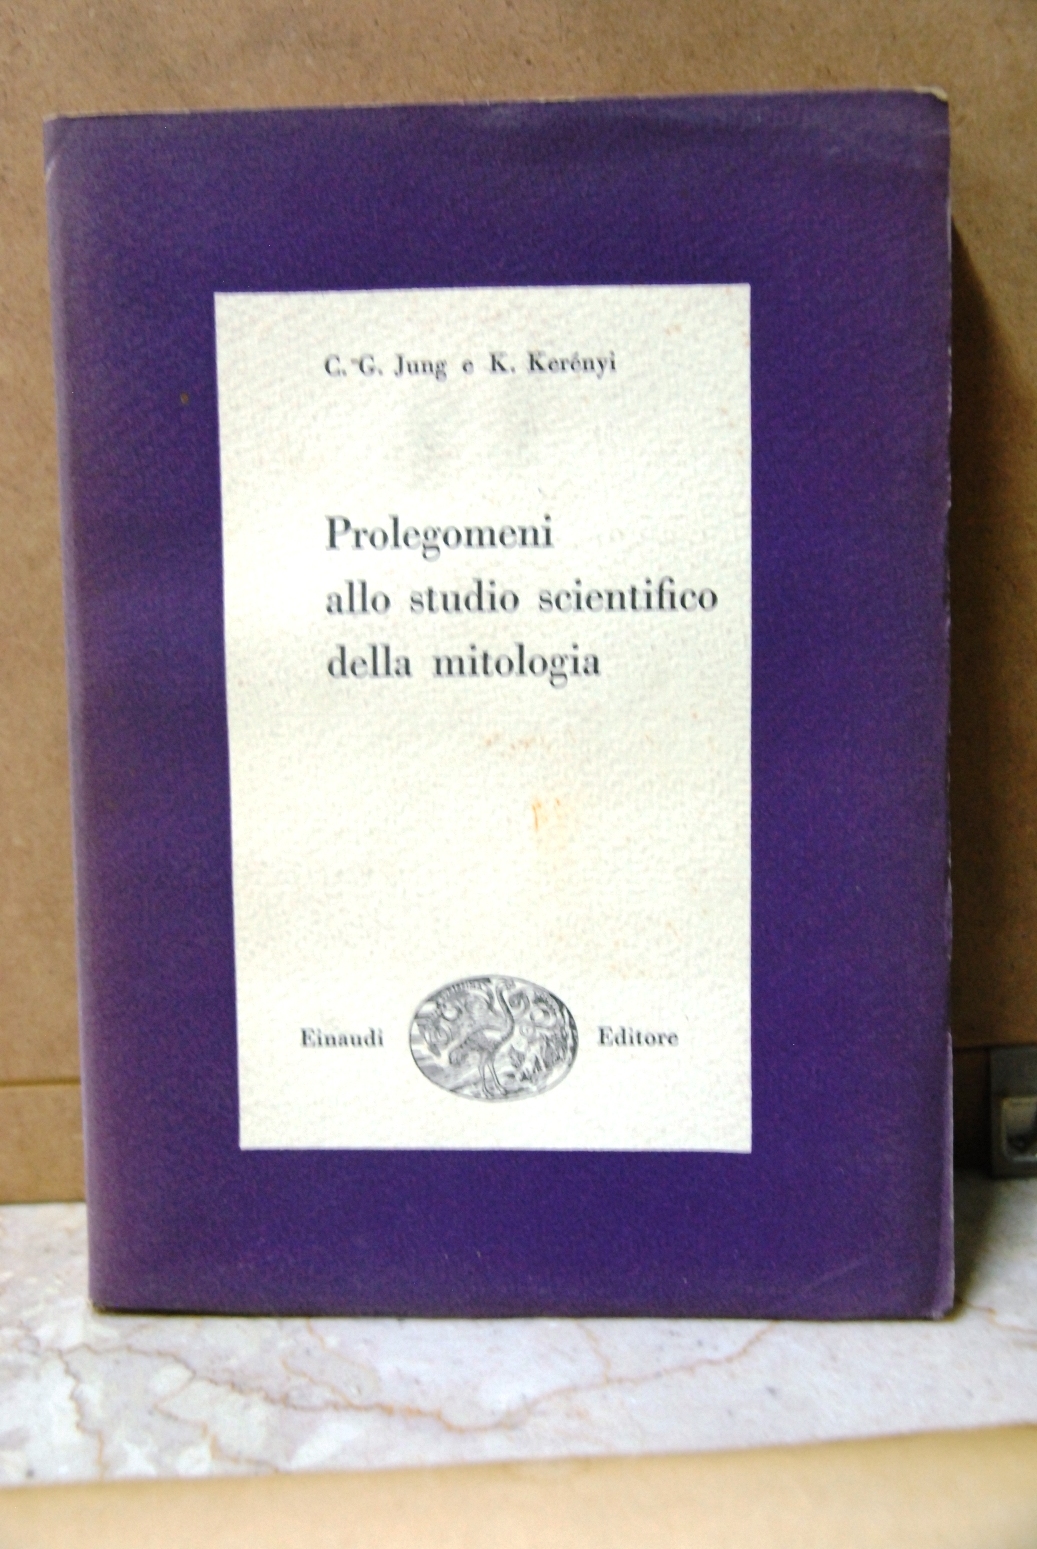 C. G. Jung e K. Kerényi
Prolegomeni
allo studio scientifico
della mitologia
Einaudi Editore